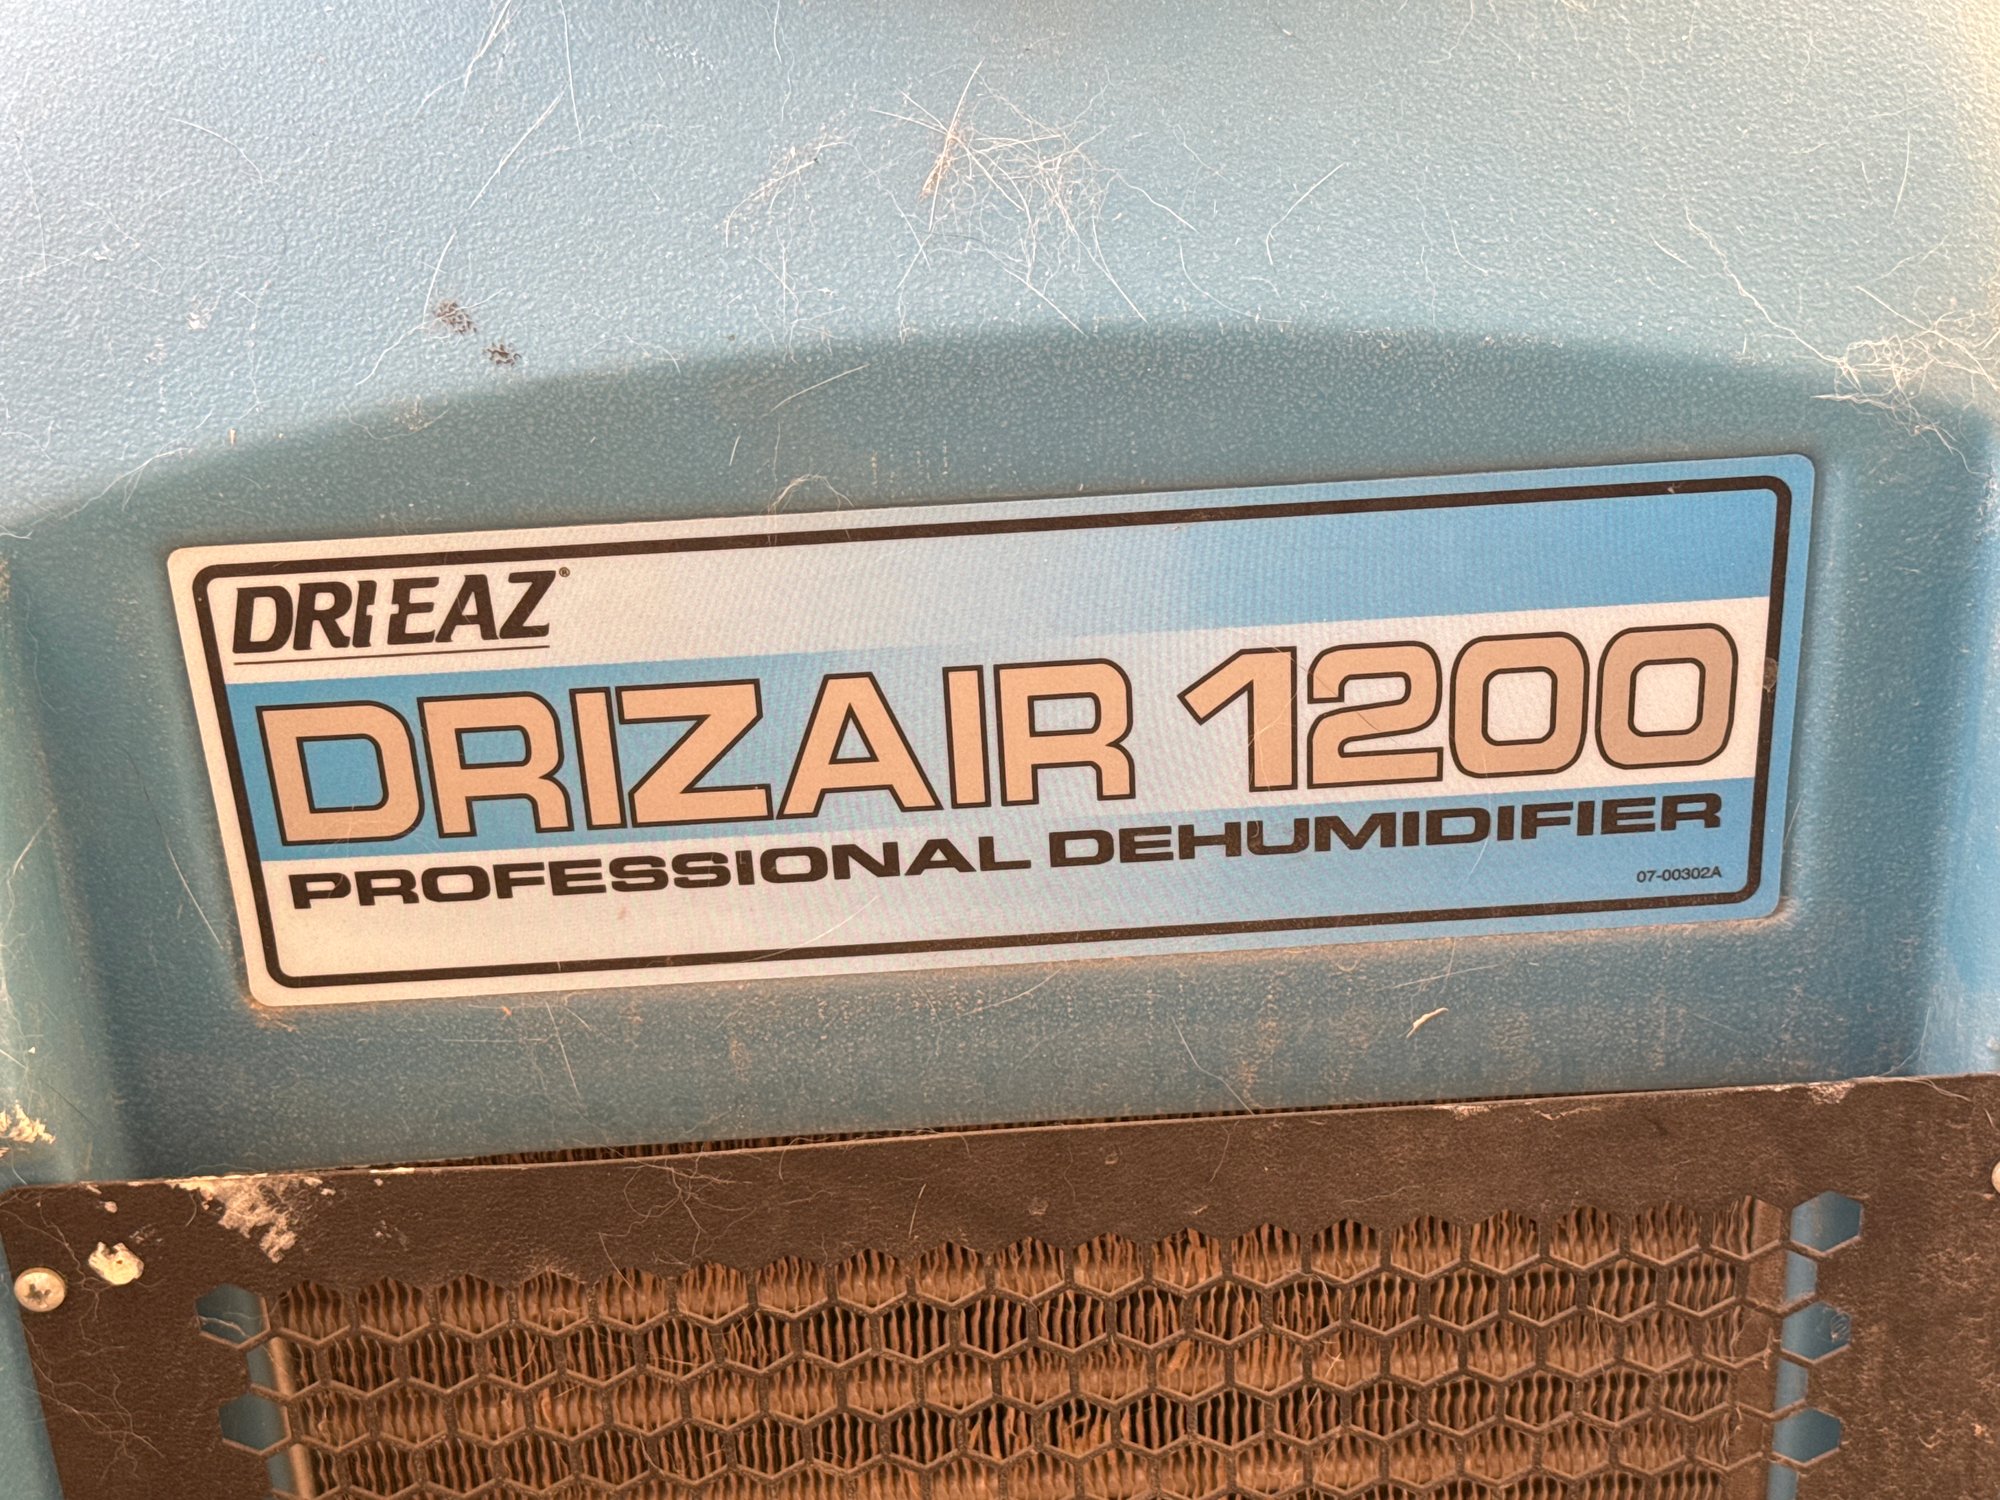 DRI-EAZ®
DRIZAIR 1200
PROFESSIONAL DEHUMIDIFIER
07-00302A